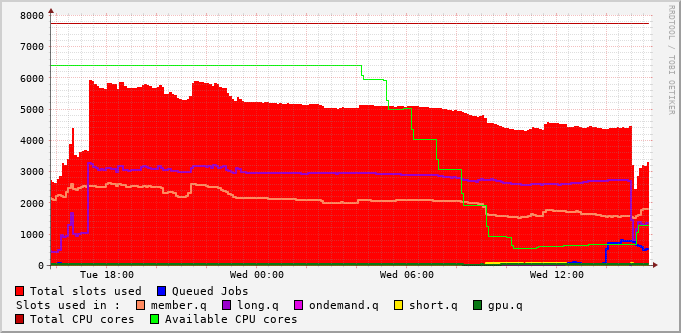 8000
7000
6000
5000
4000
3000
2000
1000
0
Tue 18:00 Wed 00:00 Wed 06:00 Wed 12:00
RRDTOOL / TOBI OETIKER
Total slots used Queued Jobs
Slots used in : member.q long.q ondemand.q short.q gpu.q
Total CPU cores Available CPU cores